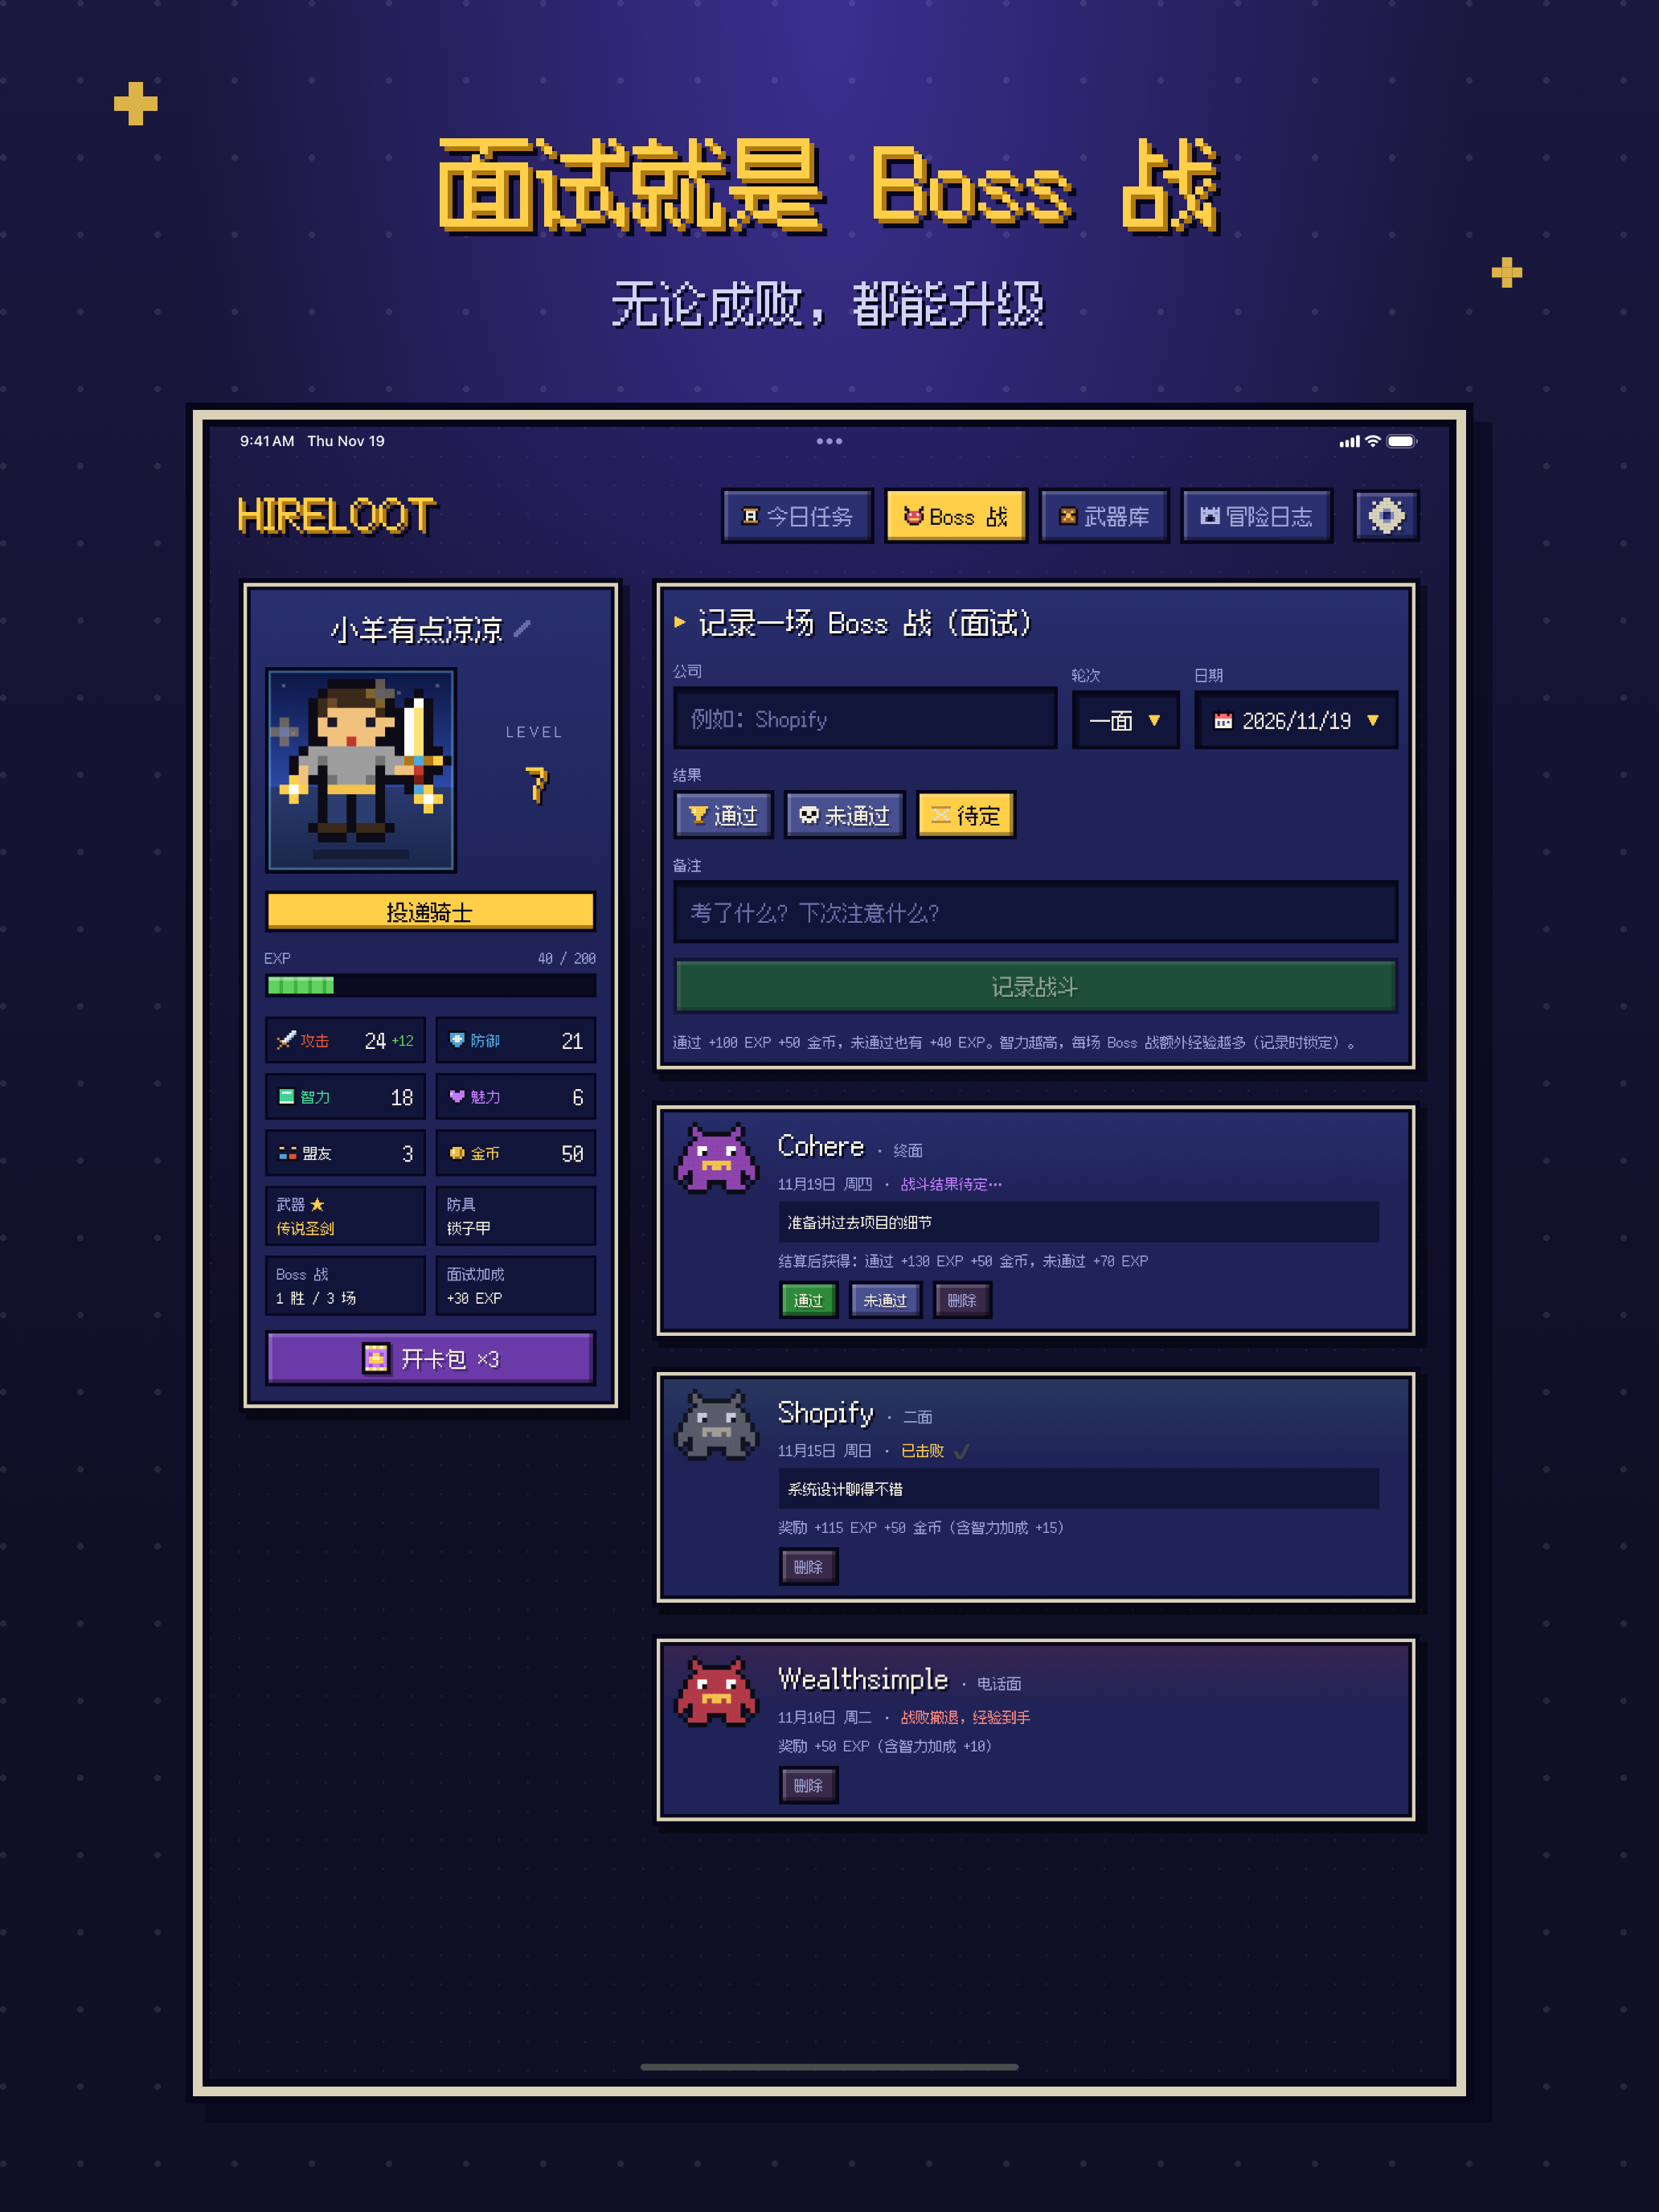 面试就是 Boss 战
无论成败，都能升级
9:41 AM Thu Nov 19
HIRELOOT
今日任务
Boss 战
武器库
冒险日志
小羊有点凉凉
LEVEL
7
投递骑士
EXP 40 / 200
攻击 24 +12
防御 21
智力 18
魅力 6
盟友 3
金币 50
武器 ★
传说圣剑
防具
锁子甲
Boss 战
1 胜 / 3 场
面试加成
+30 EXP
开卡包 ×3
▶ 记录一场 Boss 战（面试）
公司
例如：Shopify
轮次
一面 ▼
日期
2026/11/19 ▼
结果
通过
未通过
待定
备注
考了什么？下次注意什么？
记录战斗
通过 +100 EXP +50 金币，未通过也有 +40 EXP。智力越高，每场 Boss 战额外经验越多（记录时锁定）。
Cohere · 终面
11月19日 周四 · 战斗结果待定…
准备讲过去项目的细节
结算后获得：通过 +130 EXP +50 金币，未通过 +70 EXP
通过
未通过
删除
Shopify · 二面
11月15日 周日 · 已击败 ✓
系统设计聊得不错
奖励 +115 EXP +50 金币（含智力加成 +15）
删除
Wealthsimple · 电话面
11月10日 周二 · 战败撤退，经验到手
奖励 +50 EXP（含智力加成 +10）
删除